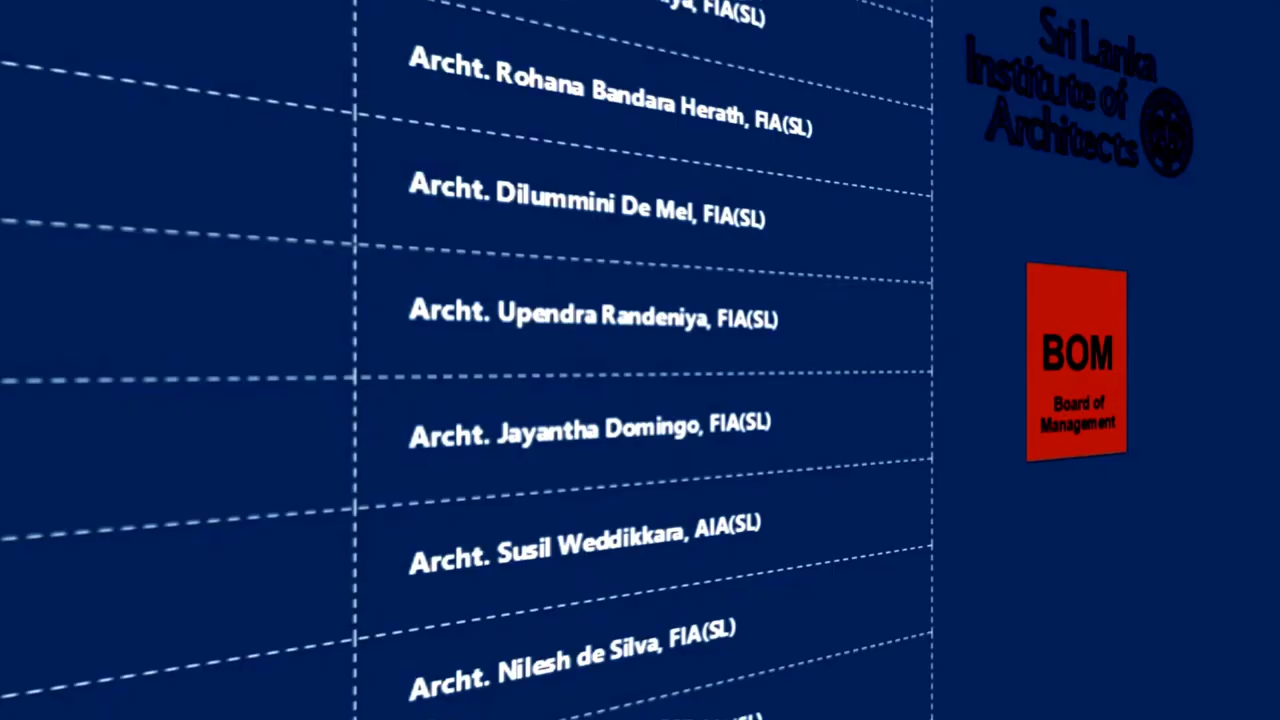 FIA(SL)
Archt. Rohana Bandara Herath, FIA(SL)
Archt. Dilummini De Mel, FIA(SL)
Archt. Upendra Randeniya, FIA(SL)
Archt. Jayantha Domingo, FIA(SL)
Archt. Susil Weddikkara, AIA(SL)
Archt. Nilesh de Silva, FIA(SL)
Sri Lanka
Institute of
Architects
BOM
Board of
Management